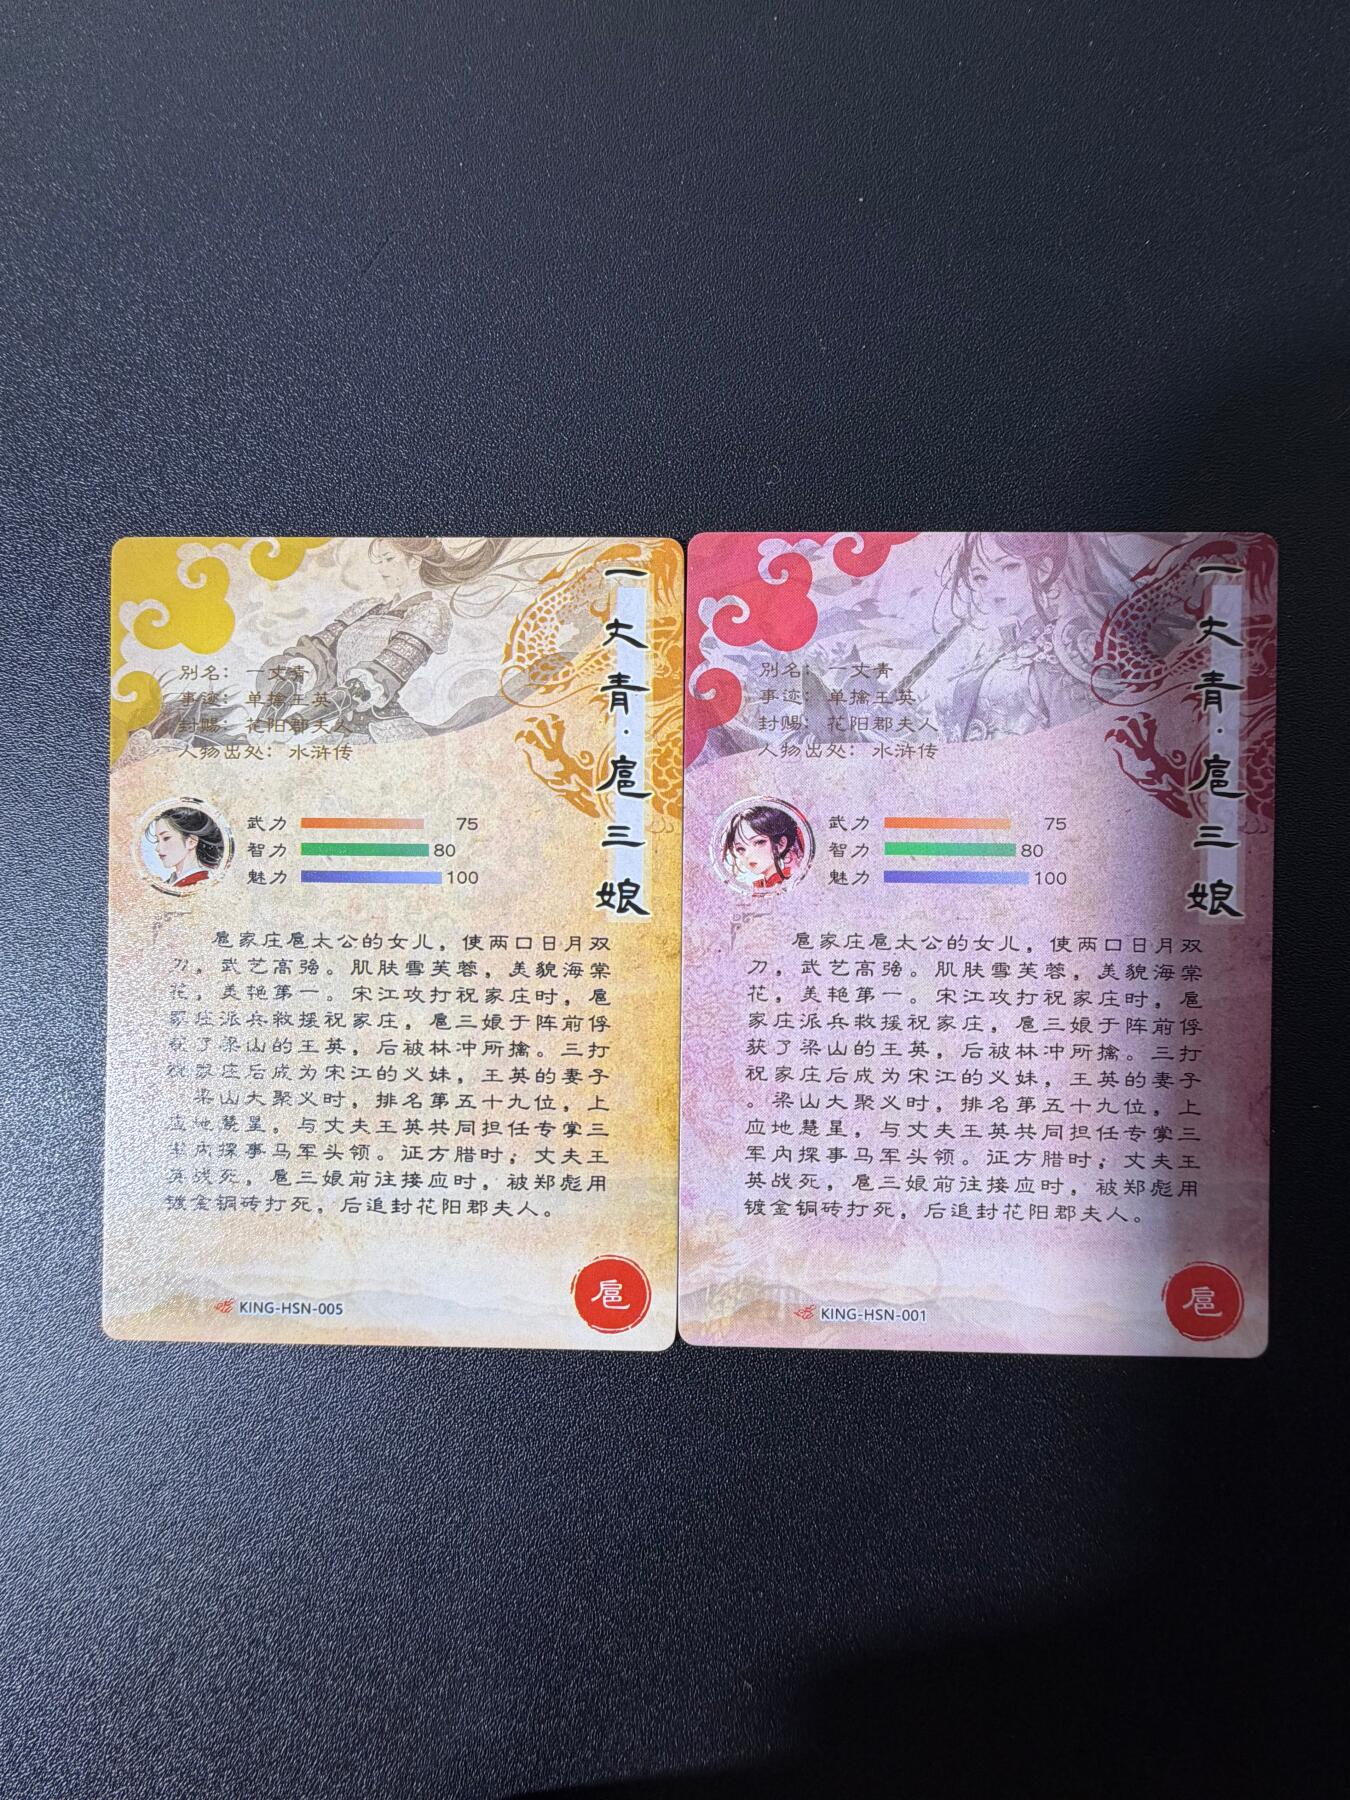 一丈青·扈三娘
别名：一丈青
事迹：单擒王英
封赐：花阳郡夫人
人物出处：水浒传
武力 75
智力 80
魅力 100
扈家庄扈太公的女儿，使两口日月双
刀，武艺高强。肌肤雪芙蓉，美貌海棠
花，美艳第一。宋江攻打祝家庄时，扈
家庄派兵救援祝家庄，扈三娘于阵前俘
获了梁山的王英，后被林冲所擒。三打
祝家庄后成为宋江的义妹，王英的妻子
梁山大聚义时，排名第五十九位，上
应地慧星，与丈夫王英共同担任专掌三
军内探事马军头领。证方腊时，丈夫王
英战死，扈三娘前往接应时，被郑彪用
镀金铜砖打死，后追封花阳郡夫人。
KING-HSN-005
扈
一丈青·扈三娘
别名：一丈青
事迹：单擒王英
封赐：花阳郡夫人
人物出处：水浒传
武力 75
智力 80
魅力 100
扈家庄扈太公的女儿，使两口日月双
刀，武艺高强。肌肤雪芙蓉，美貌海棠
花，美艳第一。宋江攻打祝家庄时，扈
家庄派兵救援祝家庄，扈三娘于阵前俘
获了梁山的王英，后被林冲所擒。三打
祝家庄后成为宋江的义妹，王英的妻子
。梁山大聚义时，排名第五十九位，上
应地慧星，与丈夫王英共同担任专掌三
军内探事马军头领。证方腊时，丈夫王
英战死，扈三娘前往接应时，被郑彪用
镀金铜砖打死，后追封花阳郡夫人。
KING-HSN-001
扈